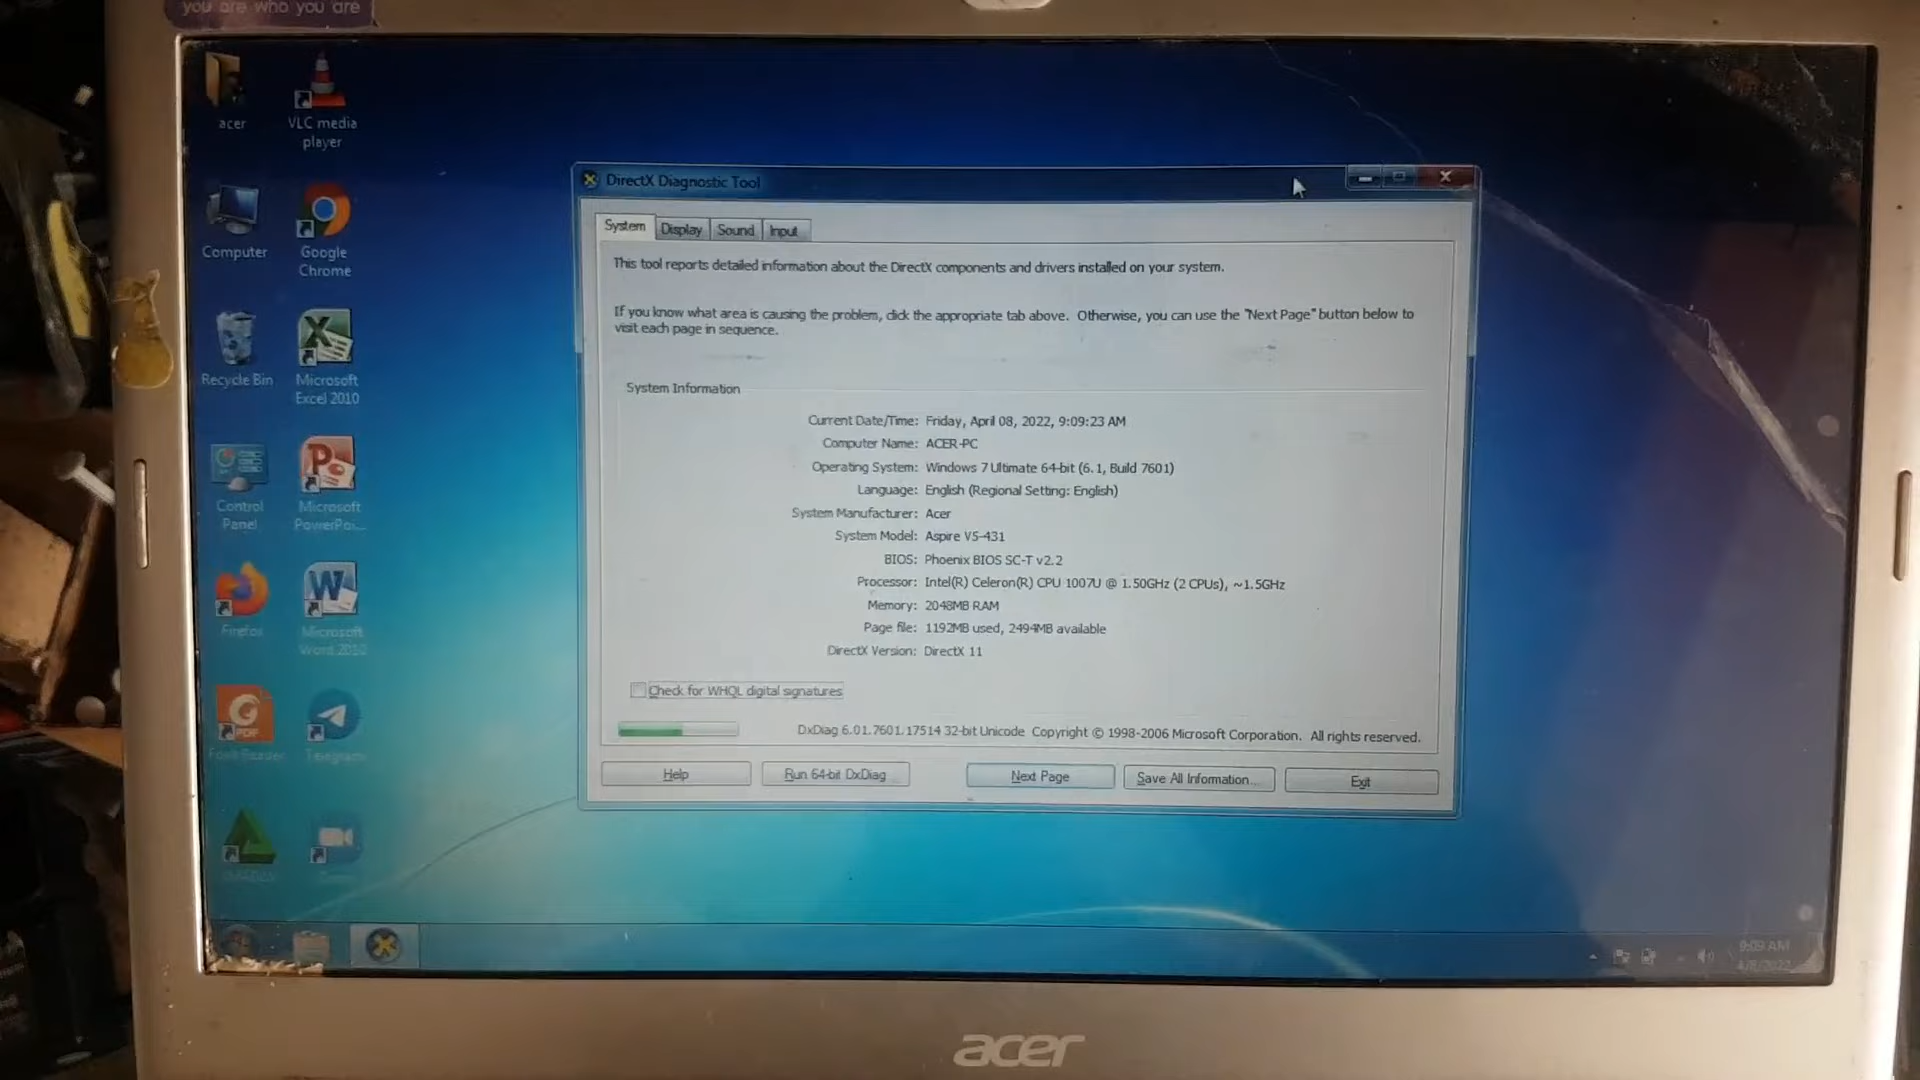 you are who you are
acer
VLC media
player
Computer
Google
Chrome
Recycle Bin
Microsoft
Excel 2010
Control
Panel
Microsoft
PowerPoi...
Firefox
Microsoft
Word 2010
Foxit Reader
Telegram
DirectX Diagnostic Tool
System
Display
Sound
Input
This tool reports detailed information about the DirectX components and drivers installed on your system.
If you know what area is causing the problem, click the appropriate tab above. Otherwise, you can use the "Next Page" button below to
visit each page in sequence.
System Information
Current Date/Time: Friday, April 08, 2022, 9:09:23 AM
Computer Name: ACER-PC
Operating System: Windows 7 Ultimate 64-bit (6.1, Build 7601)
Language: English (Regional Setting: English)
System Manufacturer: Acer
System Model: Aspire V5-431
BIOS: Phoenix BIOS SC-T v2.2
Processor: Intel(R) Celeron(R) CPU 1007U @ 1.50GHz (2 CPUs), ~1.5GHz
Memory: 2048MB RAM
Page file: 1192MB used, 2494MB available
DirectX Version: DirectX 11
Check for WHQL digital signatures
DxDiag 6.01.7601.17514 32-bit Unicode Copyright © 1998-2006 Microsoft Corporation. All rights reserved.
Help
Run 64-bit DxDiag
Next Page
Save All Information...
Exit
9:09 AM
4/8/2022
acer